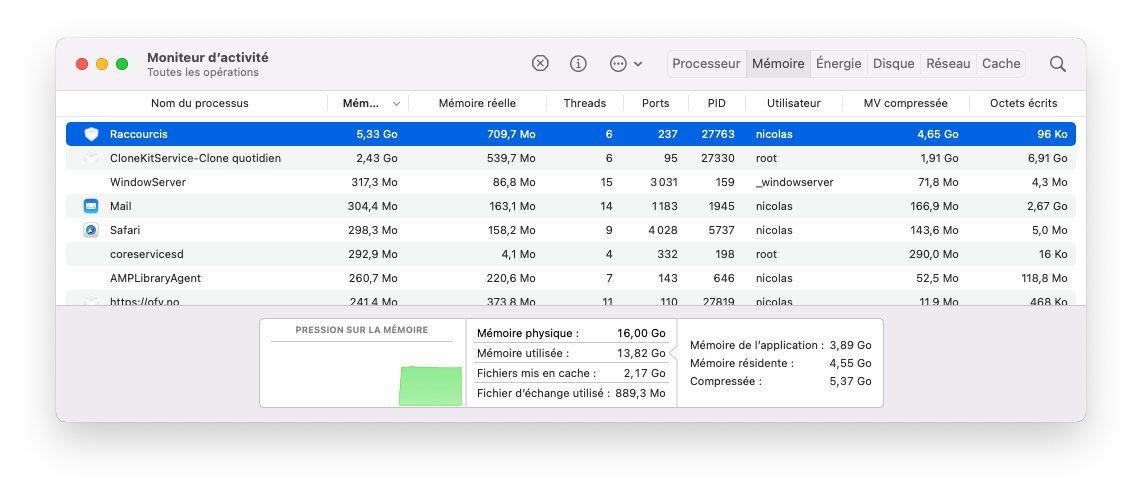 Moniteur d’activité
Toutes les opérations
Processeur Mémoire Énergie Disque Réseau Cache
Nom du processus Mém... Mémoire réelle Threads Ports PID Utilisateur MV compressée Octets écrits
Raccourcis 5,33 Go 709,7 Mo 6 237 27763 nicolas 4,65 Go 96 Ko
CloneKitService-Clone quotidien 2,43 Go 539,7 Mo 6 95 27330 root 1,91 Go 6,91 Go
WindowServer 317,3 Mo 86,8 Mo 15 3 031 159 _windowserver 71,8 Mo 4,3 Mo
Mail 304,4 Mo 163,1 Mo 14 1 183 1945 nicolas 166,9 Mo 2,67 Go
Safari 298,3 Mo 158,2 Mo 9 4 028 5737 nicolas 143,6 Mo 5,0 Mo
coreservicesd 292,9 Mo 4,1 Mo 4 332 198 root 290,0 Mo 16 Ko
AMPLibraryAgent 260,7 Mo 220,6 Mo 7 143 646 nicolas 52,5 Mo 118,8 Mo
https://ofy.no 241,4 Mo 373,8 Mo 11 110 27819 nicolas 11,9 Mo 468 Ko
PRESSION SUR LA MÉMOIRE
Mémoire physique : 16,00 Go
Mémoire utilisée : 13,82 Go
Fichiers mis en cache : 2,17 Go
Fichier d’échange utilisé : 889,3 Mo
Mémoire de l’application : 3,89 Go
Mémoire résidente : 4,55 Go
Compressée : 5,37 Go